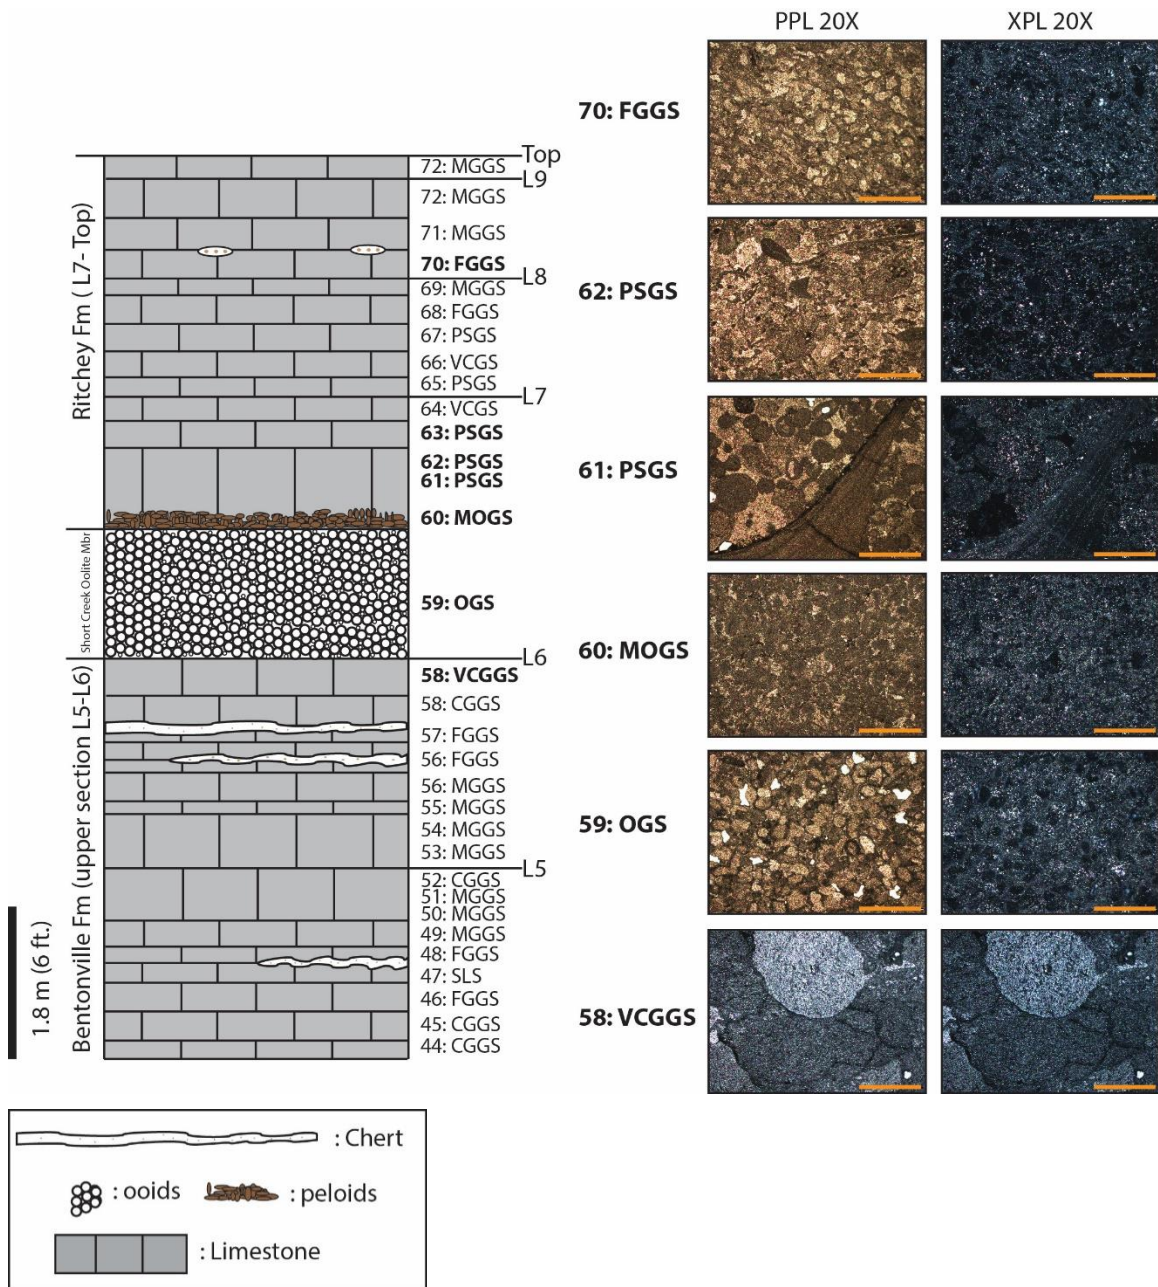 PPL 20X
XPL 20X
Top
72: MGGS
L9
72: MGGS
71: MGGS
70: FGGS
L8
69: MGGS
68: FGGS
67: PSGS
66: VCGS
65: PSGS
L7
64: VCGS
63: PSGS
62: PSGS
61: PSGS
60: MOGS
59: OGS
L6
58: VCGGS
58: CGGS
57: FGGS
56: FGGS
56: MGGS
55: MGGS
54: MGGS
53: MGGS
L5
52: CGGS
51: MGGS
50: MGGS
49: MGGS
48: FGGS
47: SLS
46: FGGS
45: CGGS
44: CGGS
Ritchey Fm ( L7- Top)
Short Creek Oolite Mbr
Bentonville Fm (upper section L5-L6)
1.8 m (6 ft.)
70: FGGS
62: PSGS
61: PSGS
60: MOGS
59: OGS
58: VCGGS
: Chert
: ooids
: peloids
: Limestone